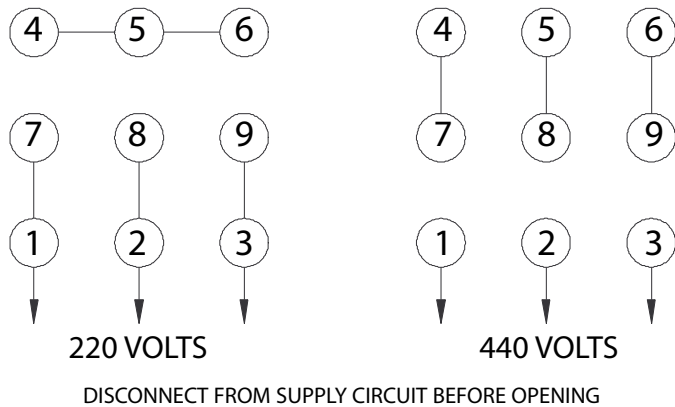 4 5 6 4 5 6
7 8 9 7 8 9
1 2 3 1 2 3
220 VOLTS 440 VOLTS
DISCONNECT FROM SUPPLY CIRCUIT BEFORE OPENING